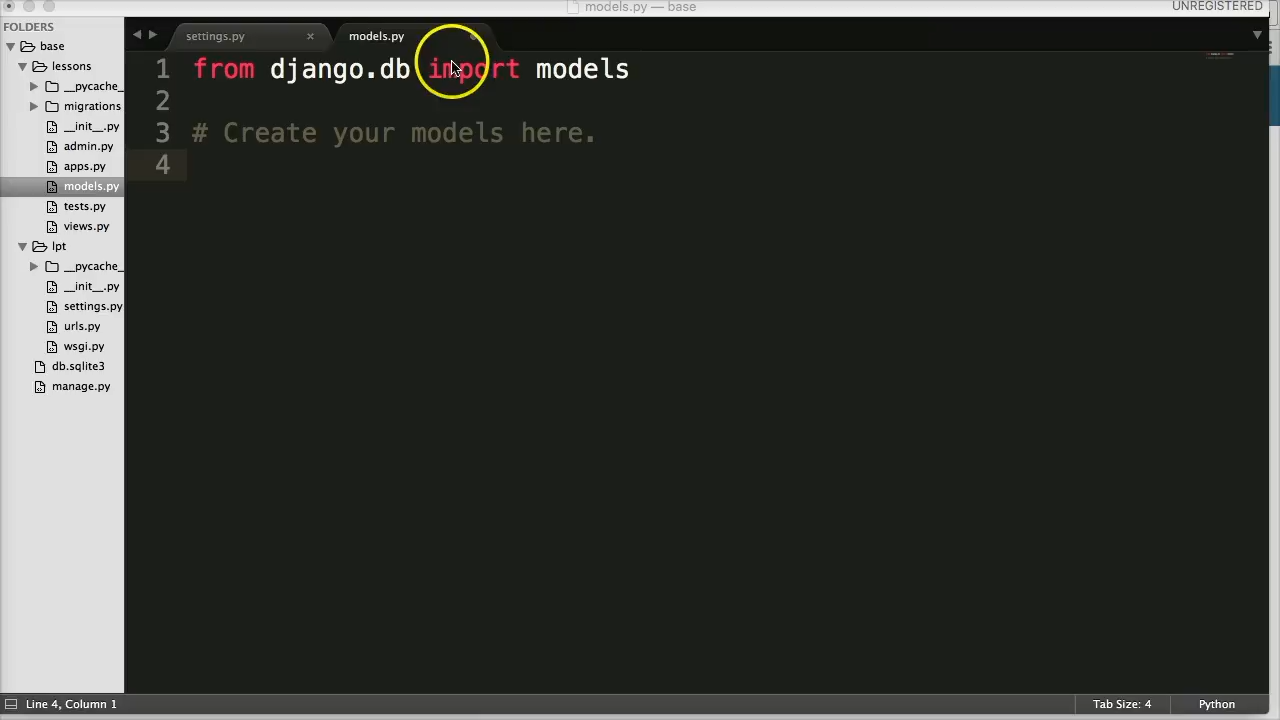 models.py — base
UNREGISTERED
FOLDERS
base
lessons
__pycache_
migrations
__init__.py
admin.py
apps.py
models.py
tests.py
views.py
lpt
__pycache_
__init__.py
settings.py
urls.py
wsgi.py
db.sqlite3
manage.py
settings.py
models.py
1 from django.db import models
2
3 # Create your models here.
4
Line 4, Column 1
Tab Size: 4
Python